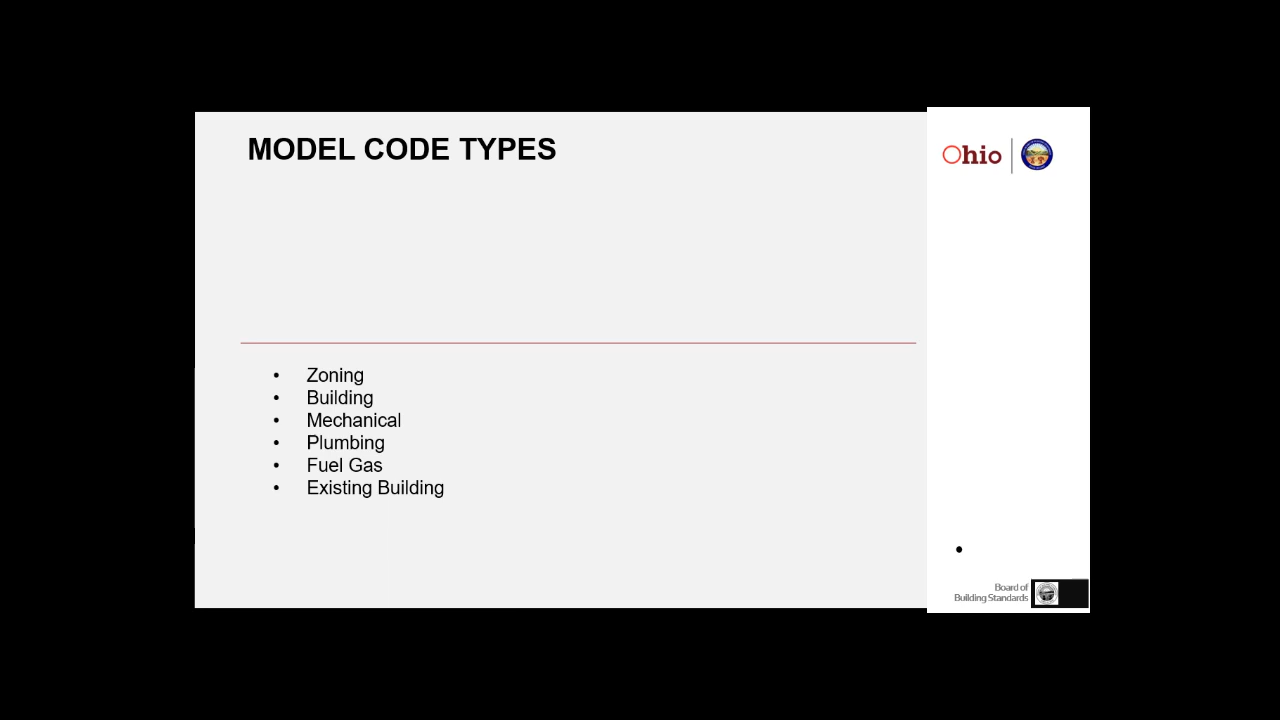 MODEL CODE TYPES
Ohio
• Zoning
• Building
• Mechanical
• Plumbing
• Fuel Gas
• Existing Building
•
Board of
Building Standards